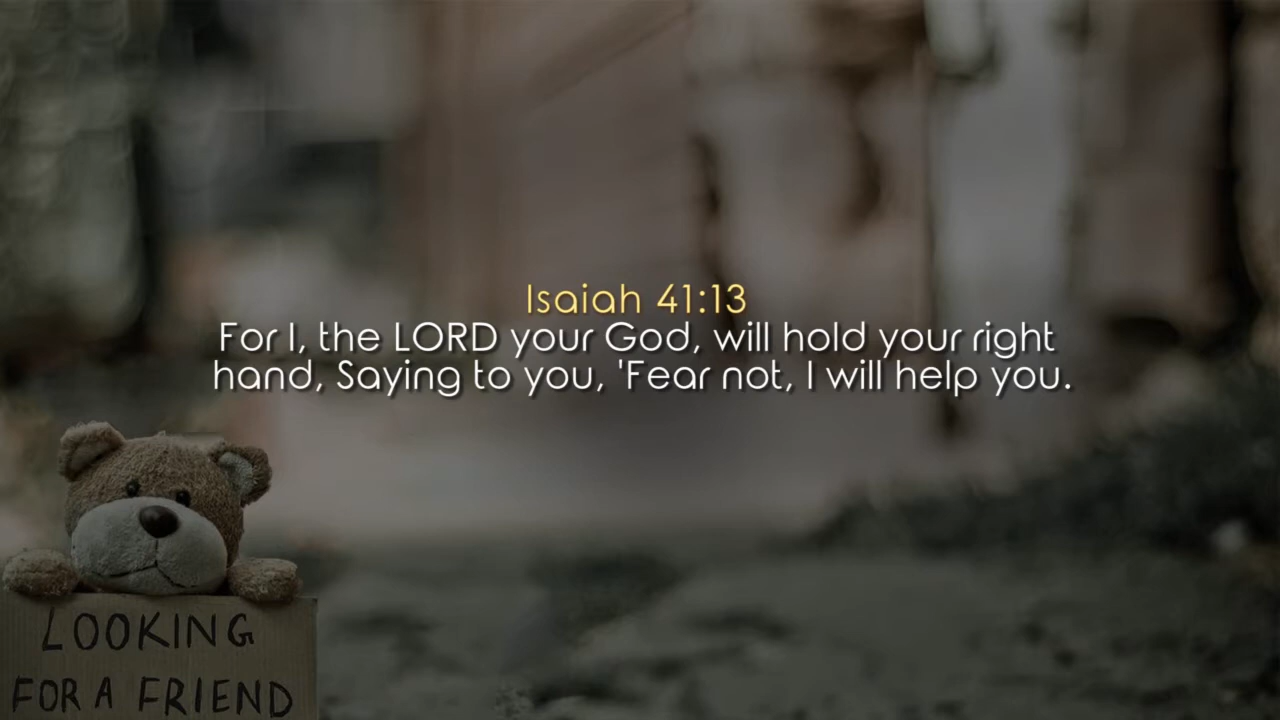 Isaiah 41:13
For I, the LORD your God, will hold your right
hand, Saying to you, 'Fear not, I will help you.
LOOKING
FOR A FRIEND